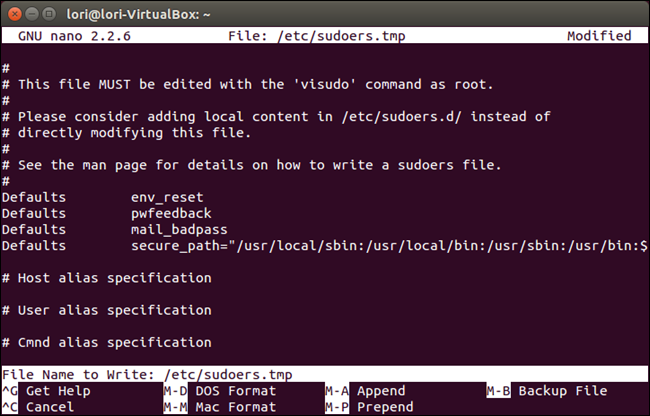 lori@lori-VirtualBox: ~
GNU nano 2.2.6 File: /etc/sudoers.tmp Modified
#
# This file MUST be edited with the 'visudo' command as root.
#
# Please consider adding local content in /etc/sudoers.d/ instead of
# directly modifying this file.
#
# See the man page for details on how to write a sudoers file.
#
Defaults env_reset
Defaults pwfeedback
Defaults mail_badpass
Defaults secure_path="/usr/local/sbin:/usr/local/bin:/usr/sbin:/usr/bin:$
# Host alias specification
# User alias specification
# Cmnd alias specification
File Name to Write: /etc/sudoers.tmp
^G Get Help M-D DOS Format M-A Append M-B Backup File
^C Cancel M-M Mac Format M-P Prepend